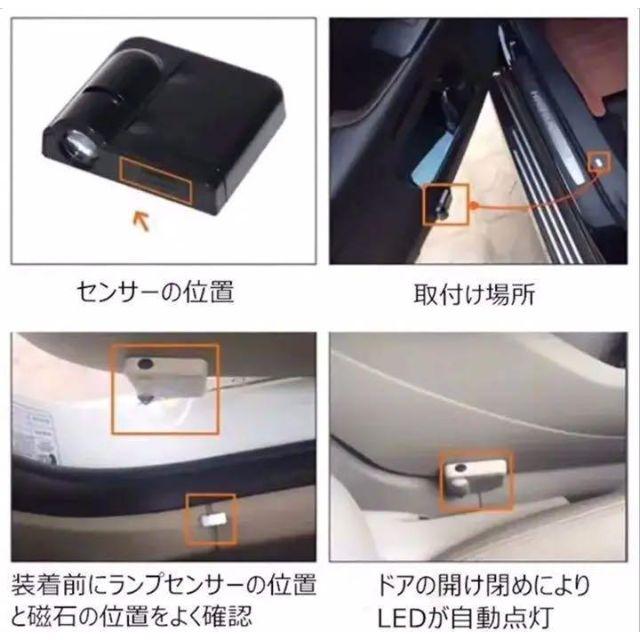 センサーの位置
取付け場所
装着前にランプセンサーの位置
と磁石の位置をよく確認
ドアの開け閉めにより
LEDが自動点灯